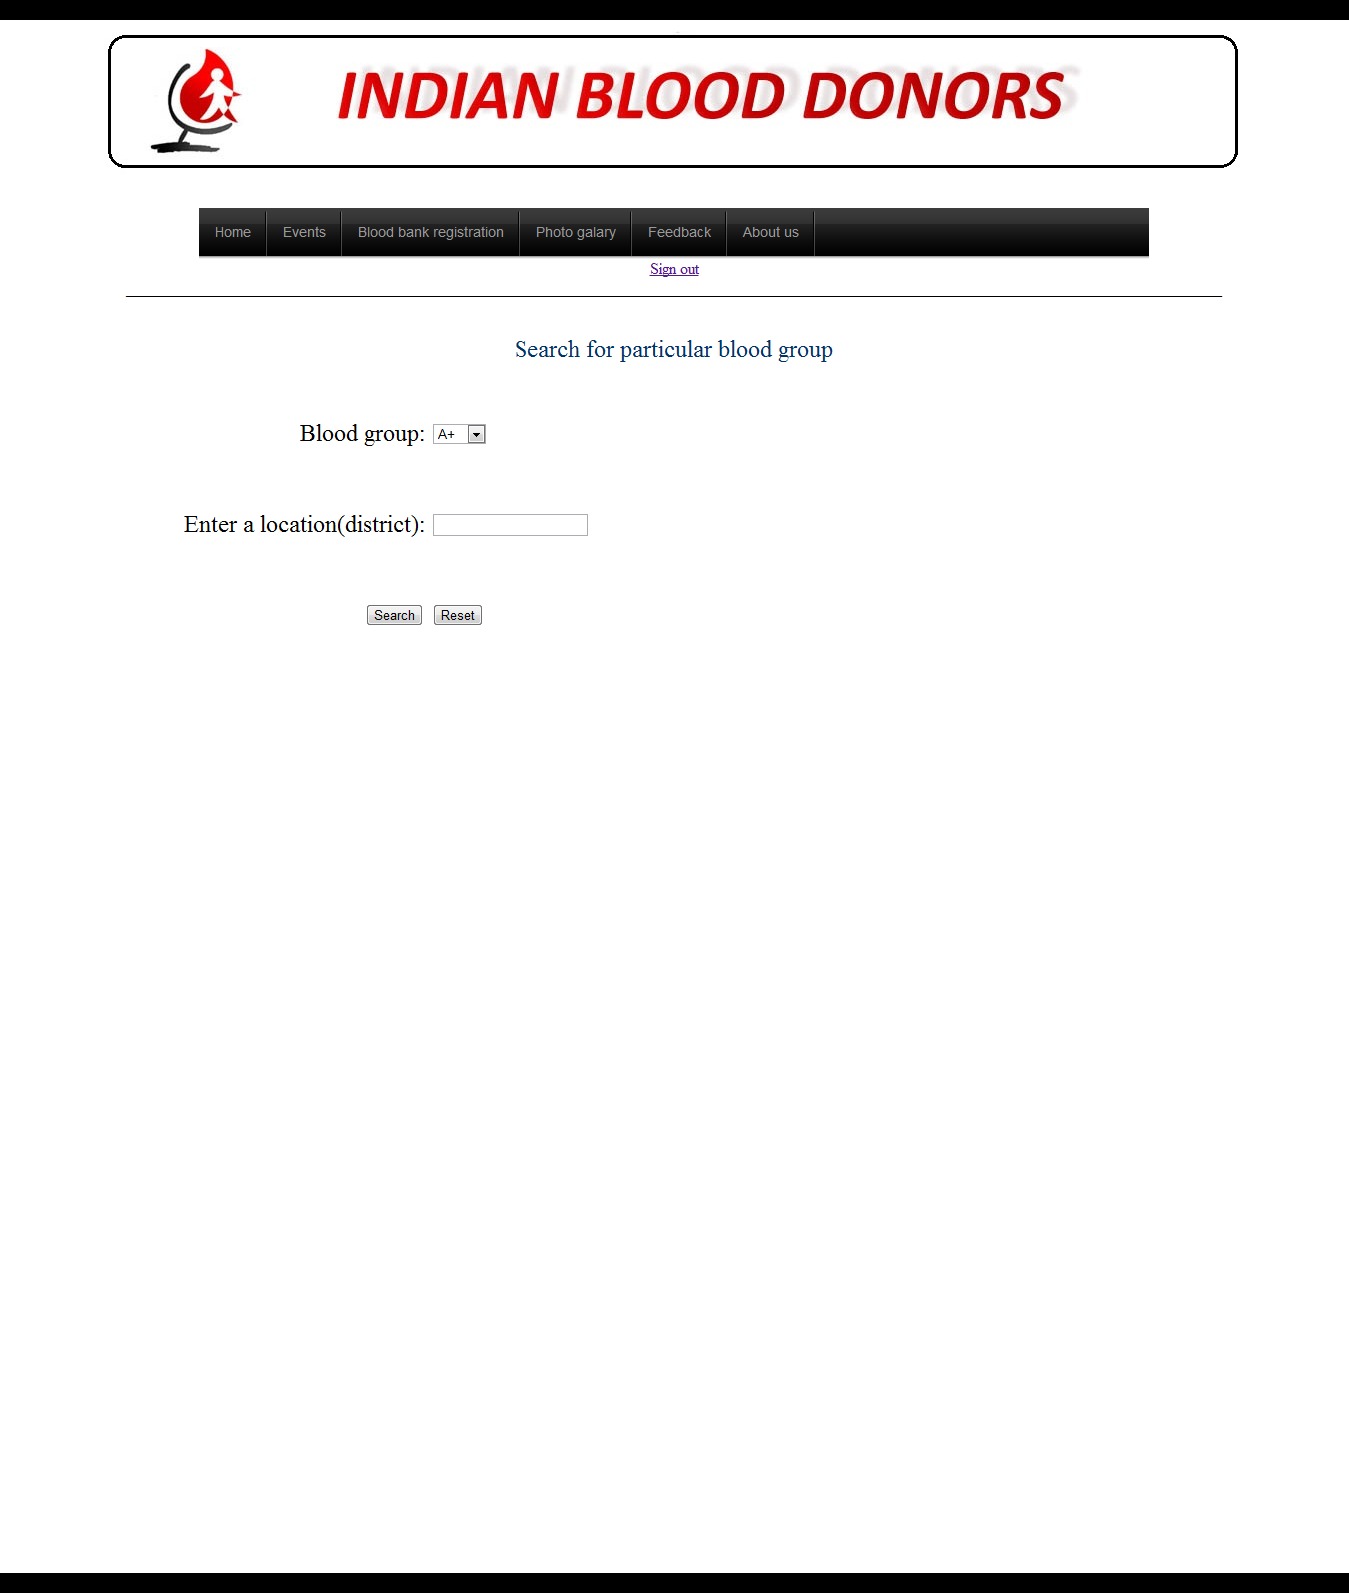 INDIAN BLOOD DONORS
Home Events Blood bank registration Photo galary Feedback About us
Sign out
Search for particular blood group
Blood group: A+
Enter a location(district):
Search Reset